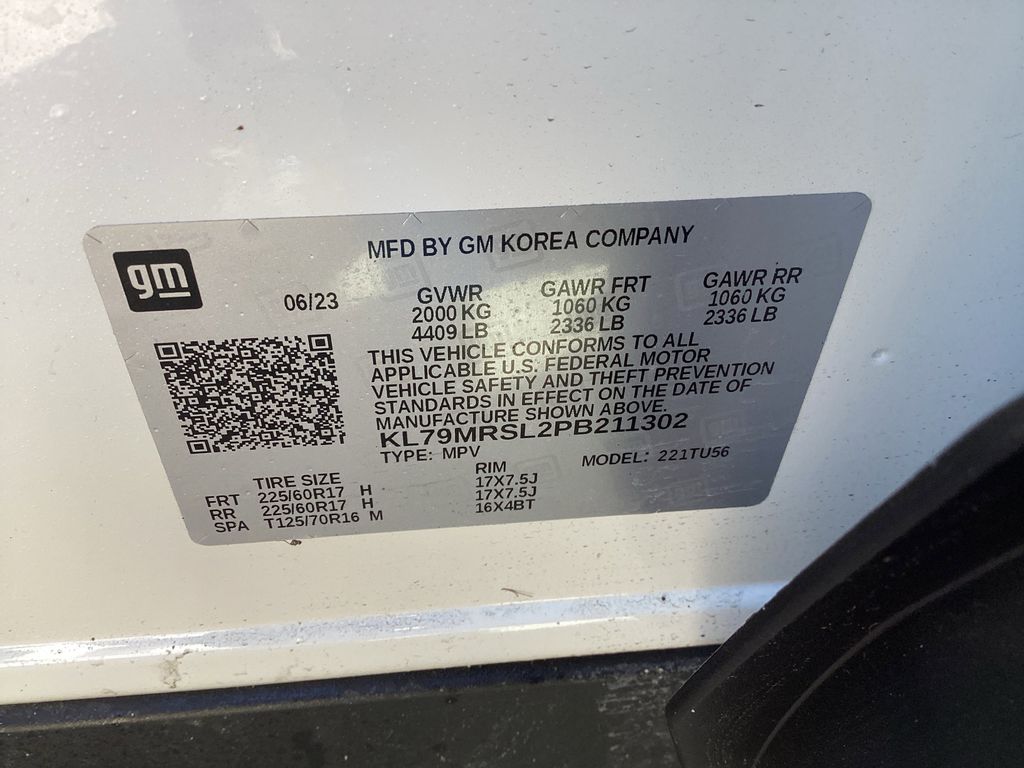 MFD BY GM KOREA COMPANY
gm
06/23
GVWR GAWR FRT GAWR RR
2000 KG 1060 KG 1060 KG
4409 LB 2336 LB 2336 LB
THIS VEHICLE CONFORMS TO ALL
APPLICABLE U.S. FEDERAL MOTOR
VEHICLE SAFETY AND THEFT PREVENTION
STANDARDS IN EFFECT ON THE DATE OF
MANUFACTURE SHOWN ABOVE.
KL79MRSL2PB211302
TYPE: MPV MODEL: 221TU56
TIRE SIZE RIM
FRT 225/60R17 H 17X7.5J
RR 225/60R17 H 17X7.5J
SPA T125/70R16 M 16X4BT